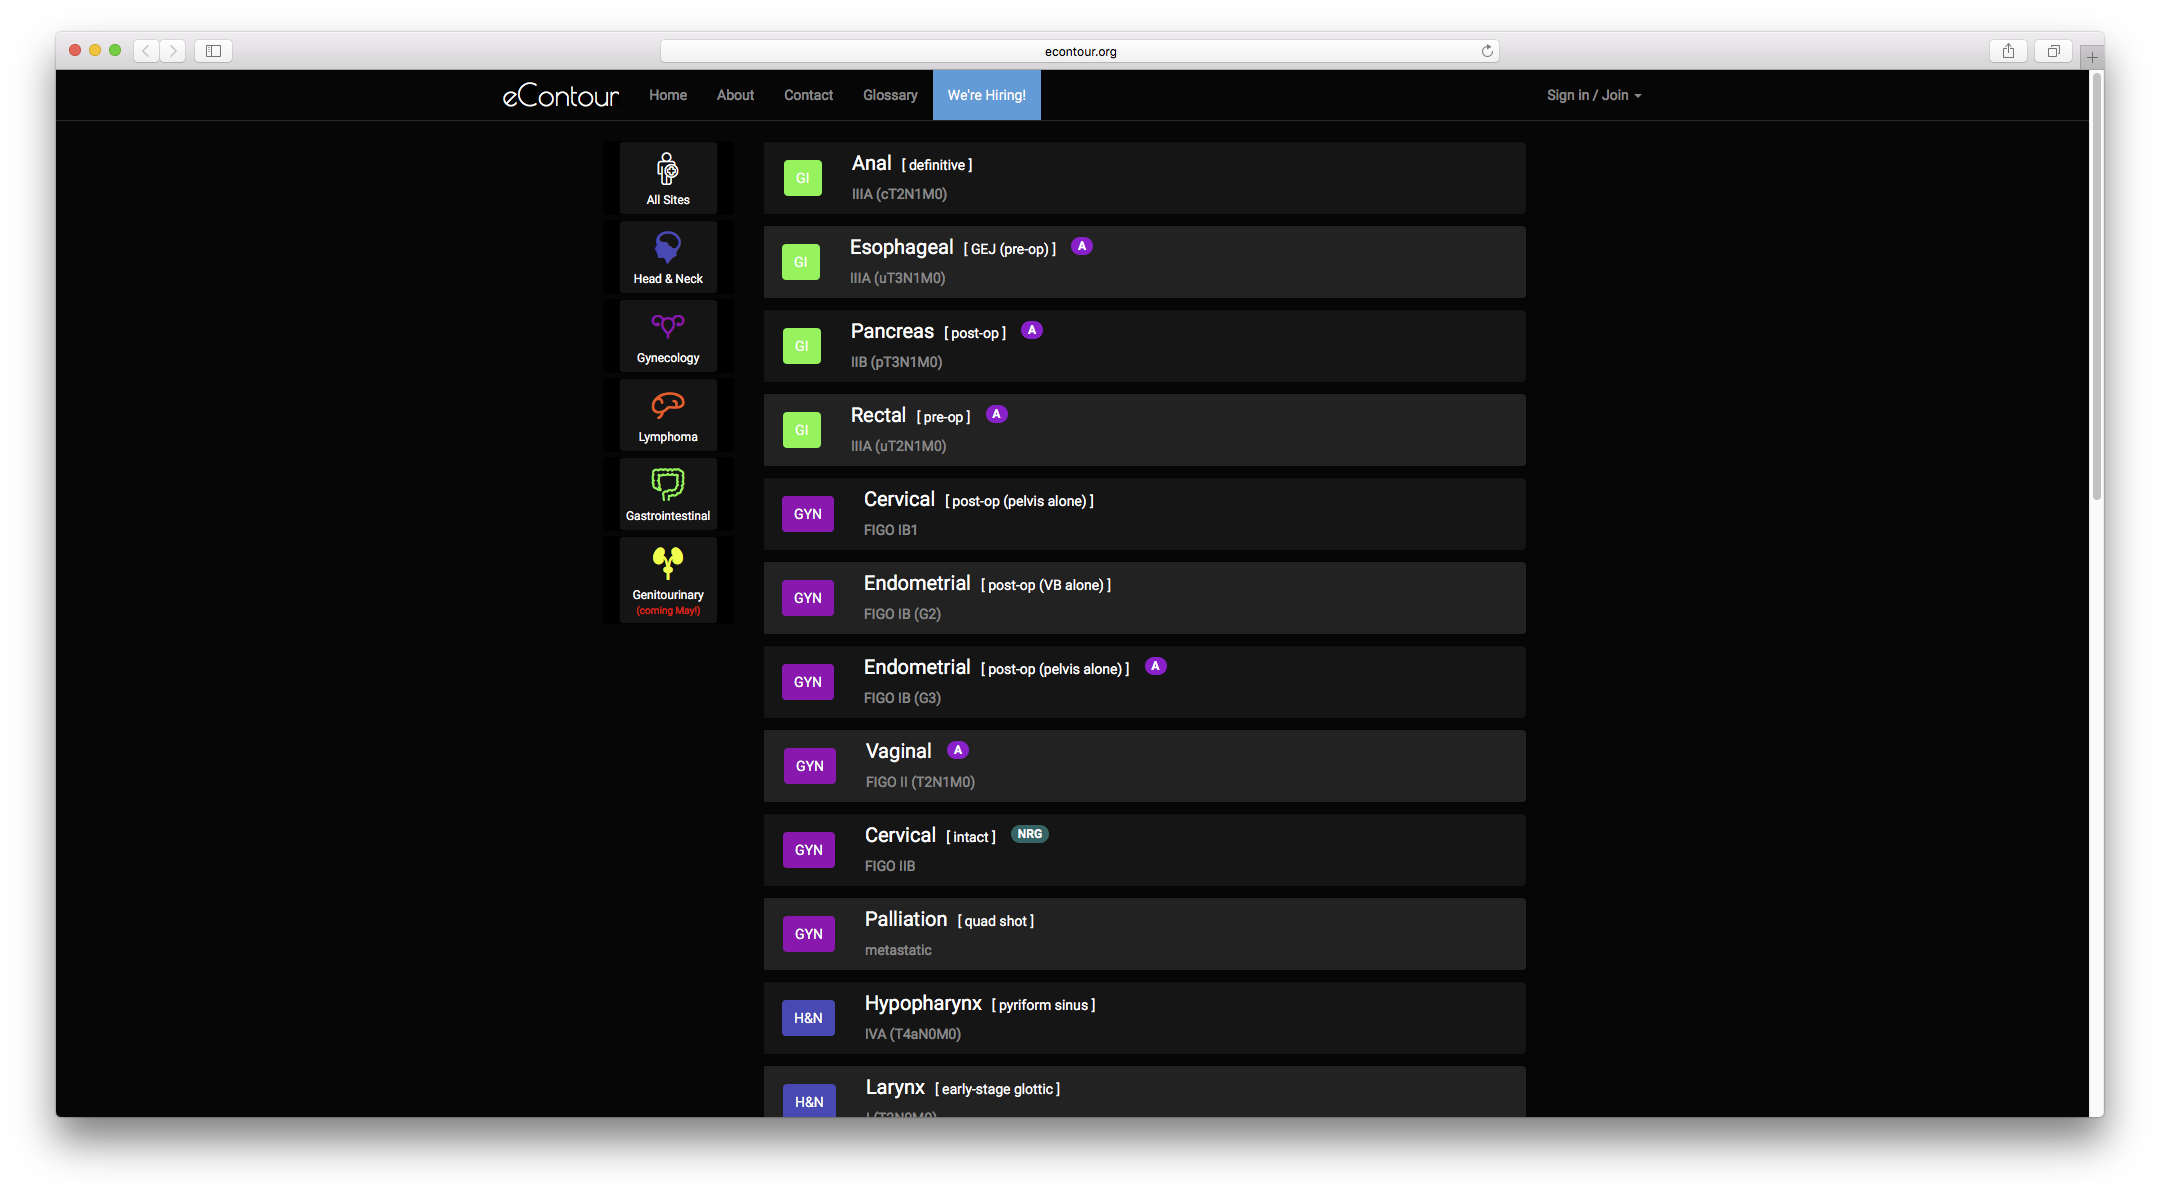 econtour.org
eContour Home About Contact Glossary We're Hiring! Sign in / Join
All Sites
Head & Neck
Gynecology
Lymphoma
Gastrointestinal
Genitourinary
(coming May!)
GI Anal [ definitive ]
IIIA (cT2N1M0)
GI Esophageal [ GEJ (pre-op) ] A
IIIA (uT3N1M0)
GI Pancreas [ post-op ] A
IIB (pT3N1M0)
GI Rectal [ pre-op ] A
IIIA (uT2N1M0)
GYN Cervical [ post-op (pelvis alone) ]
FIGO IB1
GYN Endometrial [ post-op (VB alone) ]
FIGO IB (G2)
GYN Endometrial [ post-op (pelvis alone) ] A
FIGO IB (G3)
GYN Vaginal A
FIGO II (T2N1M0)
GYN Cervical [ intact ] NRG
FIGO IIB
GYN Palliation [ quad shot ]
metastatic
H&N Hypopharynx [ pyriform sinus ]
IVA (T4aN0M0)
H&N Larynx [ early-stage glottic ]